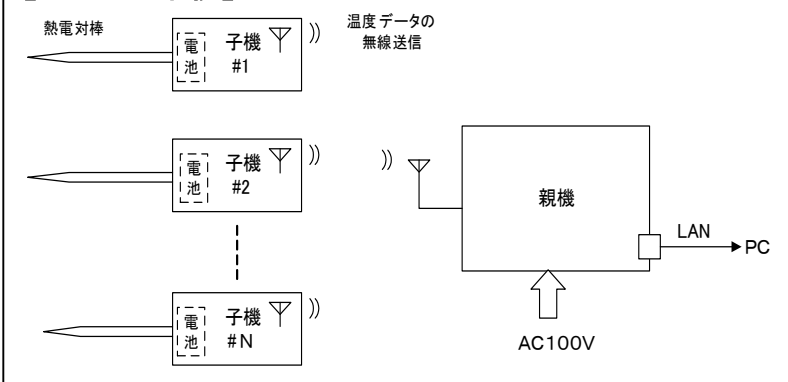 熱電対棒
電池
子機
#1
温度データの
無線送信
電池
子機
#2
親機
LAN
PC
電池
子機
#N
AC100V